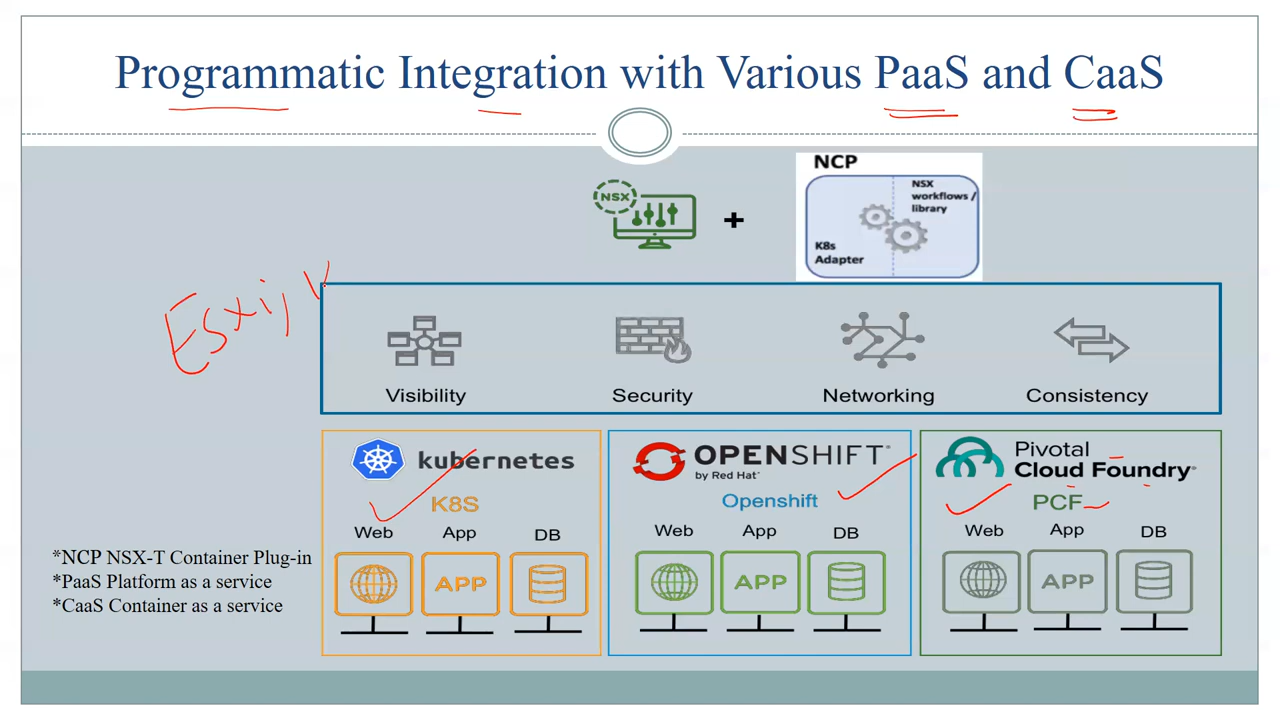 Programmatic Integration with Various PaaS and CaaS
NSX
+
NCP
NSX
workflows /
library
K8s
Adapter
Esxi, K
Visibility
Security
Networking
Consistency
kubernetes
K8S
Web
App
DB
APP
OPENSHIFT
by Red Hat
Openshift
Web
App
DB
APP
Pivotal
Cloud Foundry
PCF
Web
App
DB
APP
*NCP NSX-T Container Plug-in
*PaaS Platform as a service
*CaaS Container as a service